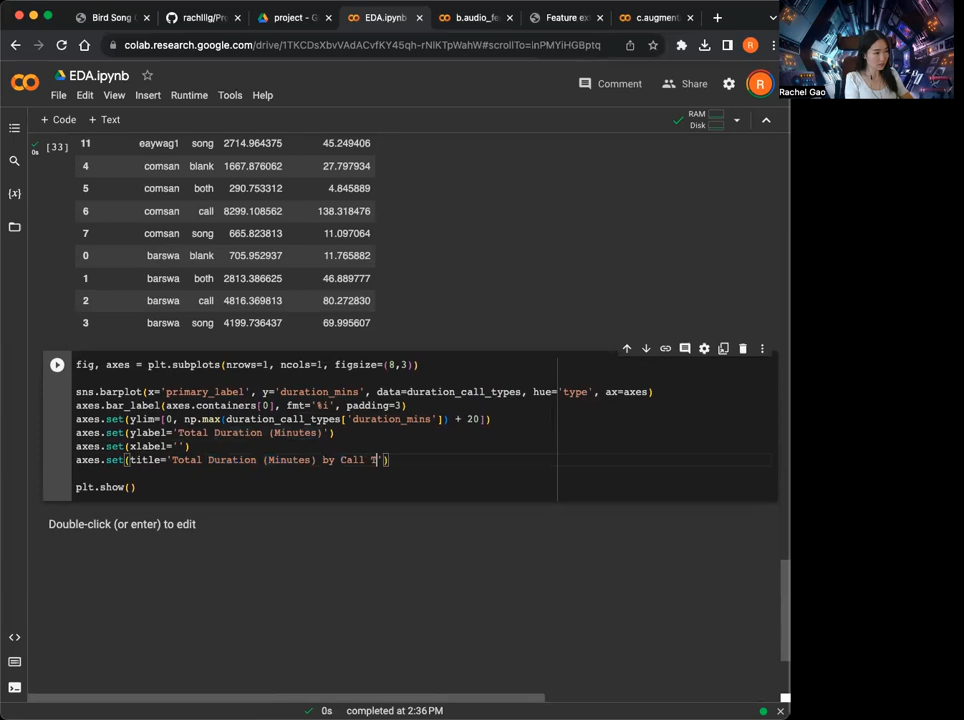 Bird Song C
rachlllg/Pr
project - G
EDA.ipynb
b.audio_fe
Feature ex
c.augment
colab.research.google.com/drive/1TKCDsXbvVAdACvfKY45qh-rNlKTpWahW#scrollTo=inPMYiHGBptq
R
EDA.ipynb
File Edit View Insert Runtime Tools Help
Comment
Share
R
Rachel Gao
+ Code + Text
RAM
Disk
[33]
0s
11 eaywag1 song 2714.964375 45.249406
4 comsan blank 1667.876062 27.797934
5 comsan both 290.753312 4.845889
6 comsan call 8299.108562 138.318476
7 comsan song 665.823813 11.097064
0 barswa blank 705.952937 11.765882
1 barswa both 2813.386625 46.889777
2 barswa call 4816.369813 80.272830
3 barswa song 4199.736437 69.995607
fig, axes = plt.subplots(nrows=1, ncols=1, figsize=(8,3))
sns.barplot(x='primary_label', y='duration_mins', data=duration_call_types, hue='type', ax=axes)
axes.bar_label(axes.containers[0], fmt='%i', padding=3)
axes.set(ylim=[0, np.max(duration_call_types['duration_mins']) + 20])
axes.set(ylabel='Total Duration (Minutes)')
axes.set(xlabel='')
axes.set(title='Total Duration (Minutes) by Call T')
plt.show()
Double-click (or enter) to edit
0s completed at 2:36 PM